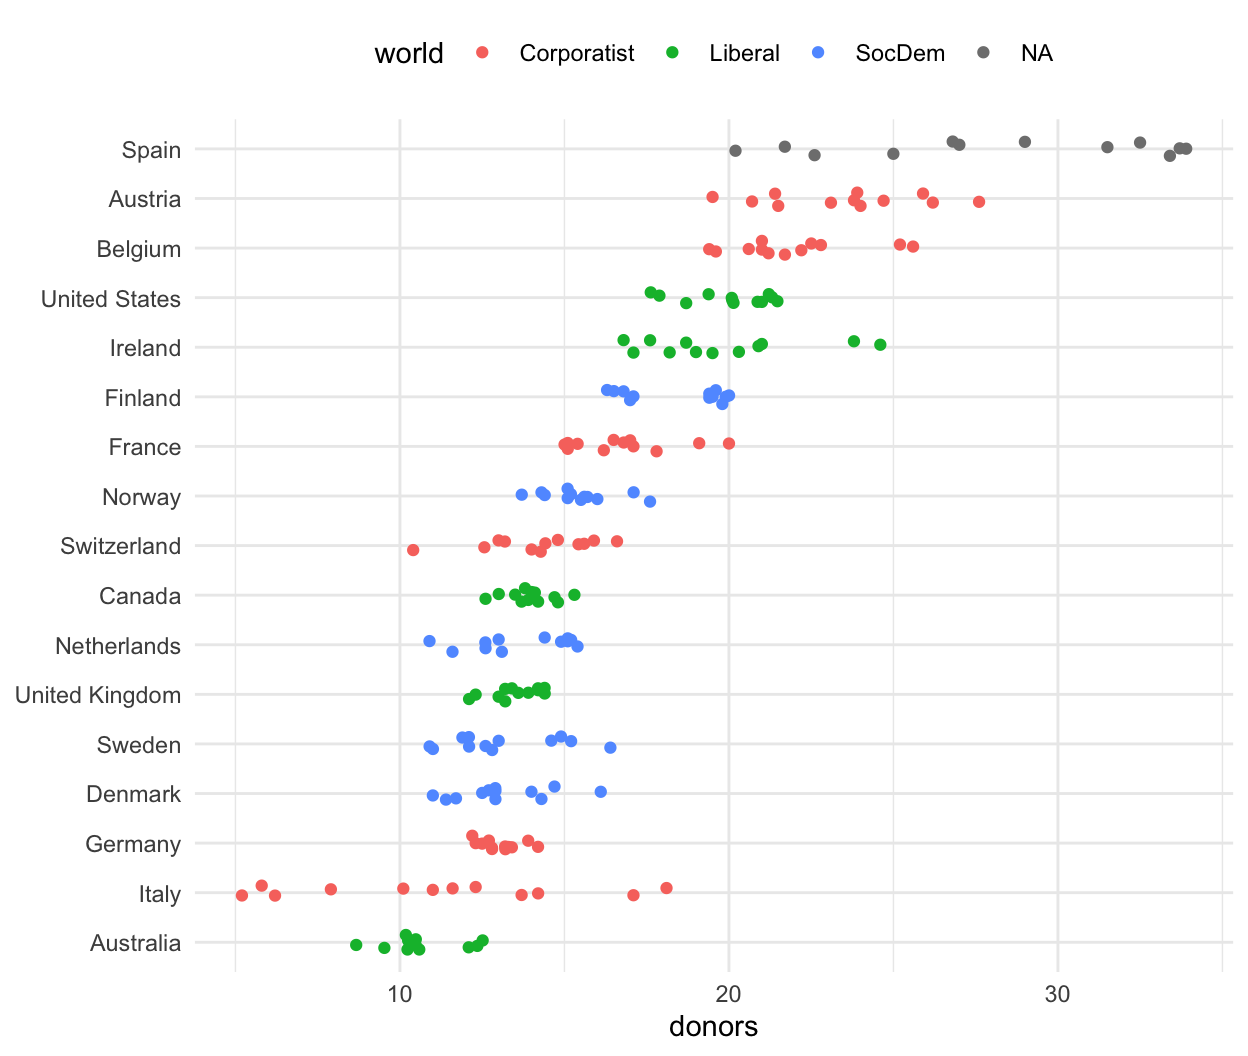 world Corporatist Liberal SocDem NA
Spain
Austria
Belgium
United States
Ireland
Finland
France
Norway
Switzerland
Canada
Netherlands
United Kingdom
Sweden
Denmark
Germany
Italy
Australia
10 20 30
donors